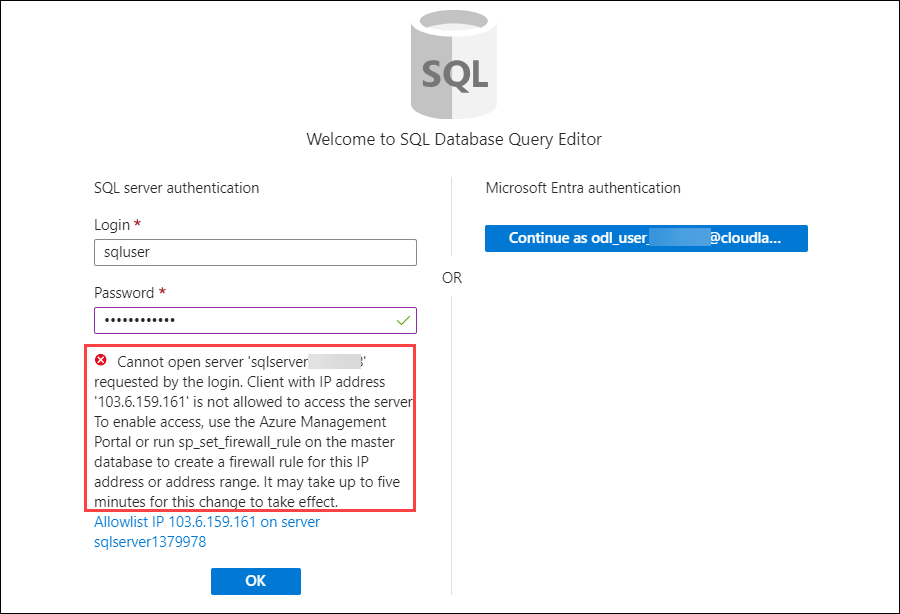 SQL
Welcome to SQL Database Query Editor
SQL server authentication
Login *
sqluser
Password *
••••••••••••
Cannot open server 'sqlserver
requested by the login. Client with IP address
'103.6.159.161' is not allowed to access the server
To enable access, use the Azure Management
Portal or run sp_set_firewall_rule on the master
database to create a firewall rule for this IP
address or address range. It may take up to five
minutes for this change to take effect.
Allowlist IP 103.6.159.161 on server
sqlserver1379978
OK
OR
Microsoft Entra authentication
Continue as odl_user_ @cloudla...